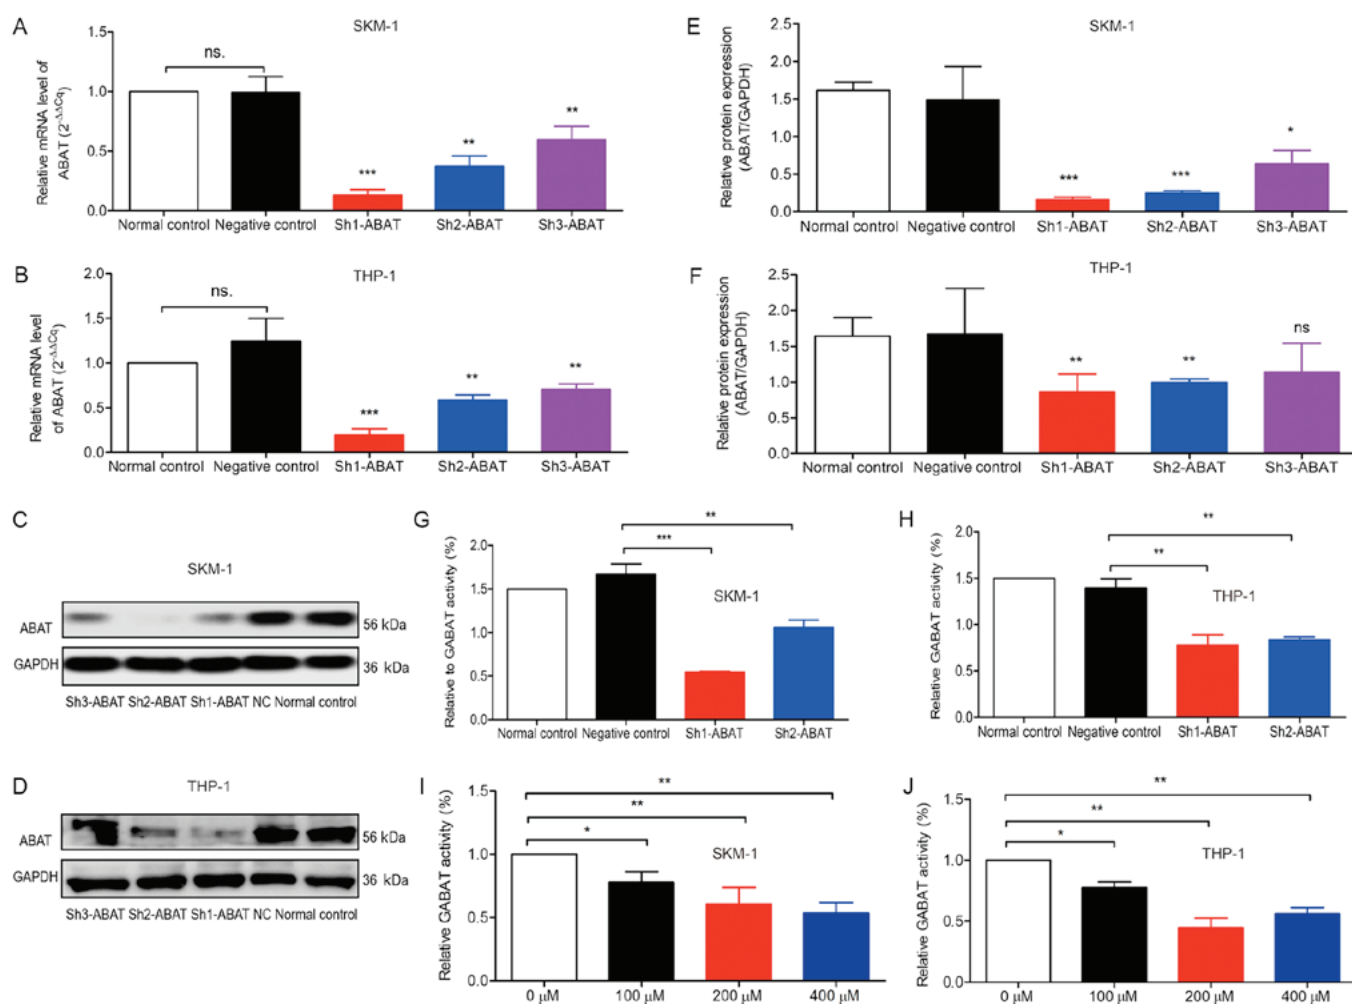 A
SKM-1
Relative mRNA level of
ABAT (2-ΔΔCq)
1.5
1.0
0.5
0.0
ns.
***
**
**
Normal control
Negative control
Sh1-ABAT
Sh2-ABAT
Sh3-ABAT
E
SKM-1
Relative protein expression
(ABAT/GAPDH)
2.5
2.0
1.5
1.0
0.5
0.0
***
***
*
Normal control
Negative control
Sh1-ABAT
Sh2-ABAT
Sh3-ABAT
B
THP-1
Relative mRNA level
of ABAT (2-ΔΔCq)
2.0
1.5
1.0
0.5
0.0
ns.
***
**
**
Normal control
Negative control
Sh1-ABAT
Sh2-ABAT
Sh3-ABAT
F
THP-1
Relative protein expression
(ABAT/GAPDH)
2.5
2.0
1.5
1.0
0.5
0.0
**
**
ns
Normal control
Negative control
Sh1-ABAT
Sh2-ABAT
Sh3-ABAT
C
SKM-1
ABAT
56 kDa
GAPDH
36 kDa
Sh3-ABAT Sh2-ABAT Sh1-ABAT NC Normal control
G
SKM-1
Relative to GABAT activity (%)
2.0
1.5
1.0
0.5
0.0
**
***
Normal control
Negative control
Sh1-ABAT
Sh2-ABAT
H
THP-1
Relative GABAT activity (%)
2.0
1.5
1.0
0.5
0.0
**
**
Normal control
Negative control
Sh1-ABAT
Sh2-ABAT
D
THP-1
ABAT
56 kDa
GAPDH
36 kDa
Sh3-ABAT Sh2-ABAT Sh1-ABAT NC Normal control
I
SKM-1
Relative GABAT activity (%)
1.5
1.0
0.5
0.0
**
**
*
0 μM
100 μM
200 μM
400 μM
J
THP-1
Relative GABAT activity (%)
1.5
1.0
0.5
0.0
**
**
*
0 μM
100 μM
200 μM
400 μM